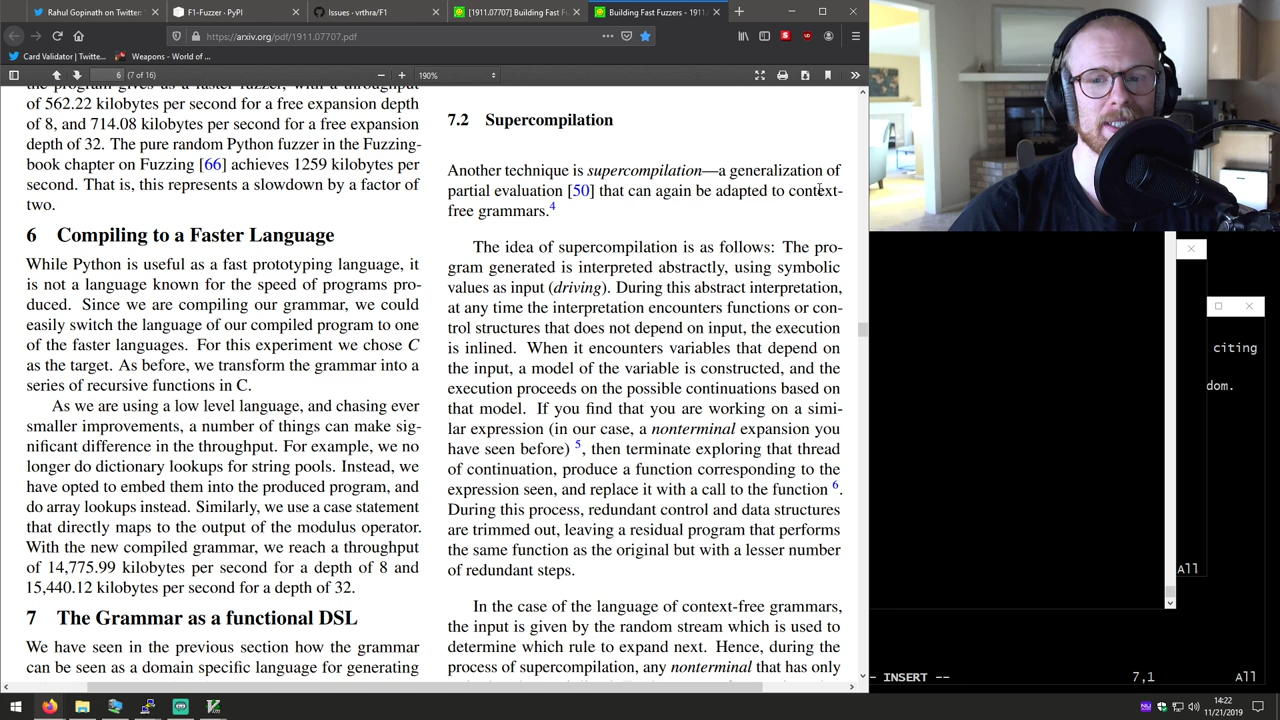 Rahul Gopinath on Twitter: "
F1-Fuzzer · PyPI
Issues · vrthra/F1
[1911.07707] Building Fast Fu
Building Fast Fuzzers - 1911.
https://arxiv.org/pdf/1911.07707.pdf
Card Validator | Twitter
Weapons - World of ...
6 (7 of 16)
190%
the program gives us a faster fuzzer, with a throughput
of 562.22 kilobytes per second for a free expansion depth
of 8, and 714.08 kilobytes per second for a free expansion
depth of 32. The pure random Python fuzzer in the Fuzzing-
book chapter on Fuzzing [66] achieves 1259 kilobytes per
second. That is, this represents a slowdown by a factor of
two.
6 Compiling to a Faster Language
While Python is useful as a fast prototyping language, it
is not a language known for the speed of programs pro-
duced. Since we are compiling our grammar, we could
easily switch the language of our compiled program to one
of the faster languages. For this experiment we chose C
as the target. As before, we transform the grammar into a
series of recursive functions in C.
As we are using a low level language, and chasing ever
smaller improvements, a number of things can make sig-
nificant difference in the throughput. For example, we no
longer do dictionary lookups for string pools. Instead, we
have opted to embed them into the produced program, and
do array lookups instead. Similarly, we use a case statement
that directly maps to the output of the modulus operator.
With the new compiled grammar, we reach a throughput
of 14,775.99 kilobytes per second for a depth of 8 and
15,440.12 kilobytes per second for a depth of 32.
7 The Grammar as a functional DSL
We have seen in the previous section how the grammar
can be seen as a domain specific language for generating
7.2 Supercompilation
Another technique is supercompilation—a generalization of
partial evaluation [50] that can again be adapted to context-
free grammars.4
The idea of supercompilation is as follows: The pro-
gram generated is interpreted abstractly, using symbolic
values as input (driving). During this abstract interpretation,
at any time the interpretation encounters functions or con-
trol structures that does not depend on input, the execution
is inlined. When it encounters variables that depend on
the input, a model of the variable is constructed, and the
execution proceeds on the possible continuations based on
that model. If you find that you are working on a simi-
lar expression (in our case, a nonterminal expansion you
have seen before) 5, then terminate exploring that thread
of continuation, produce a function corresponding to the
expression seen, and replace it with a call to the function 6.
During this process, redundant control and data structures
are trimmed out, leaving a residual program that performs
the same function as the original but with a lesser number
of redundant steps.
In the case of the language of context-free grammars,
the input is given by the random stream which is used to
determine which rule to expand next. Hence, during the
process of supercompilation, any nonterminal that has only
citing
dom.
All
- INSERT --
7,1
All
14:22
11/21/2019